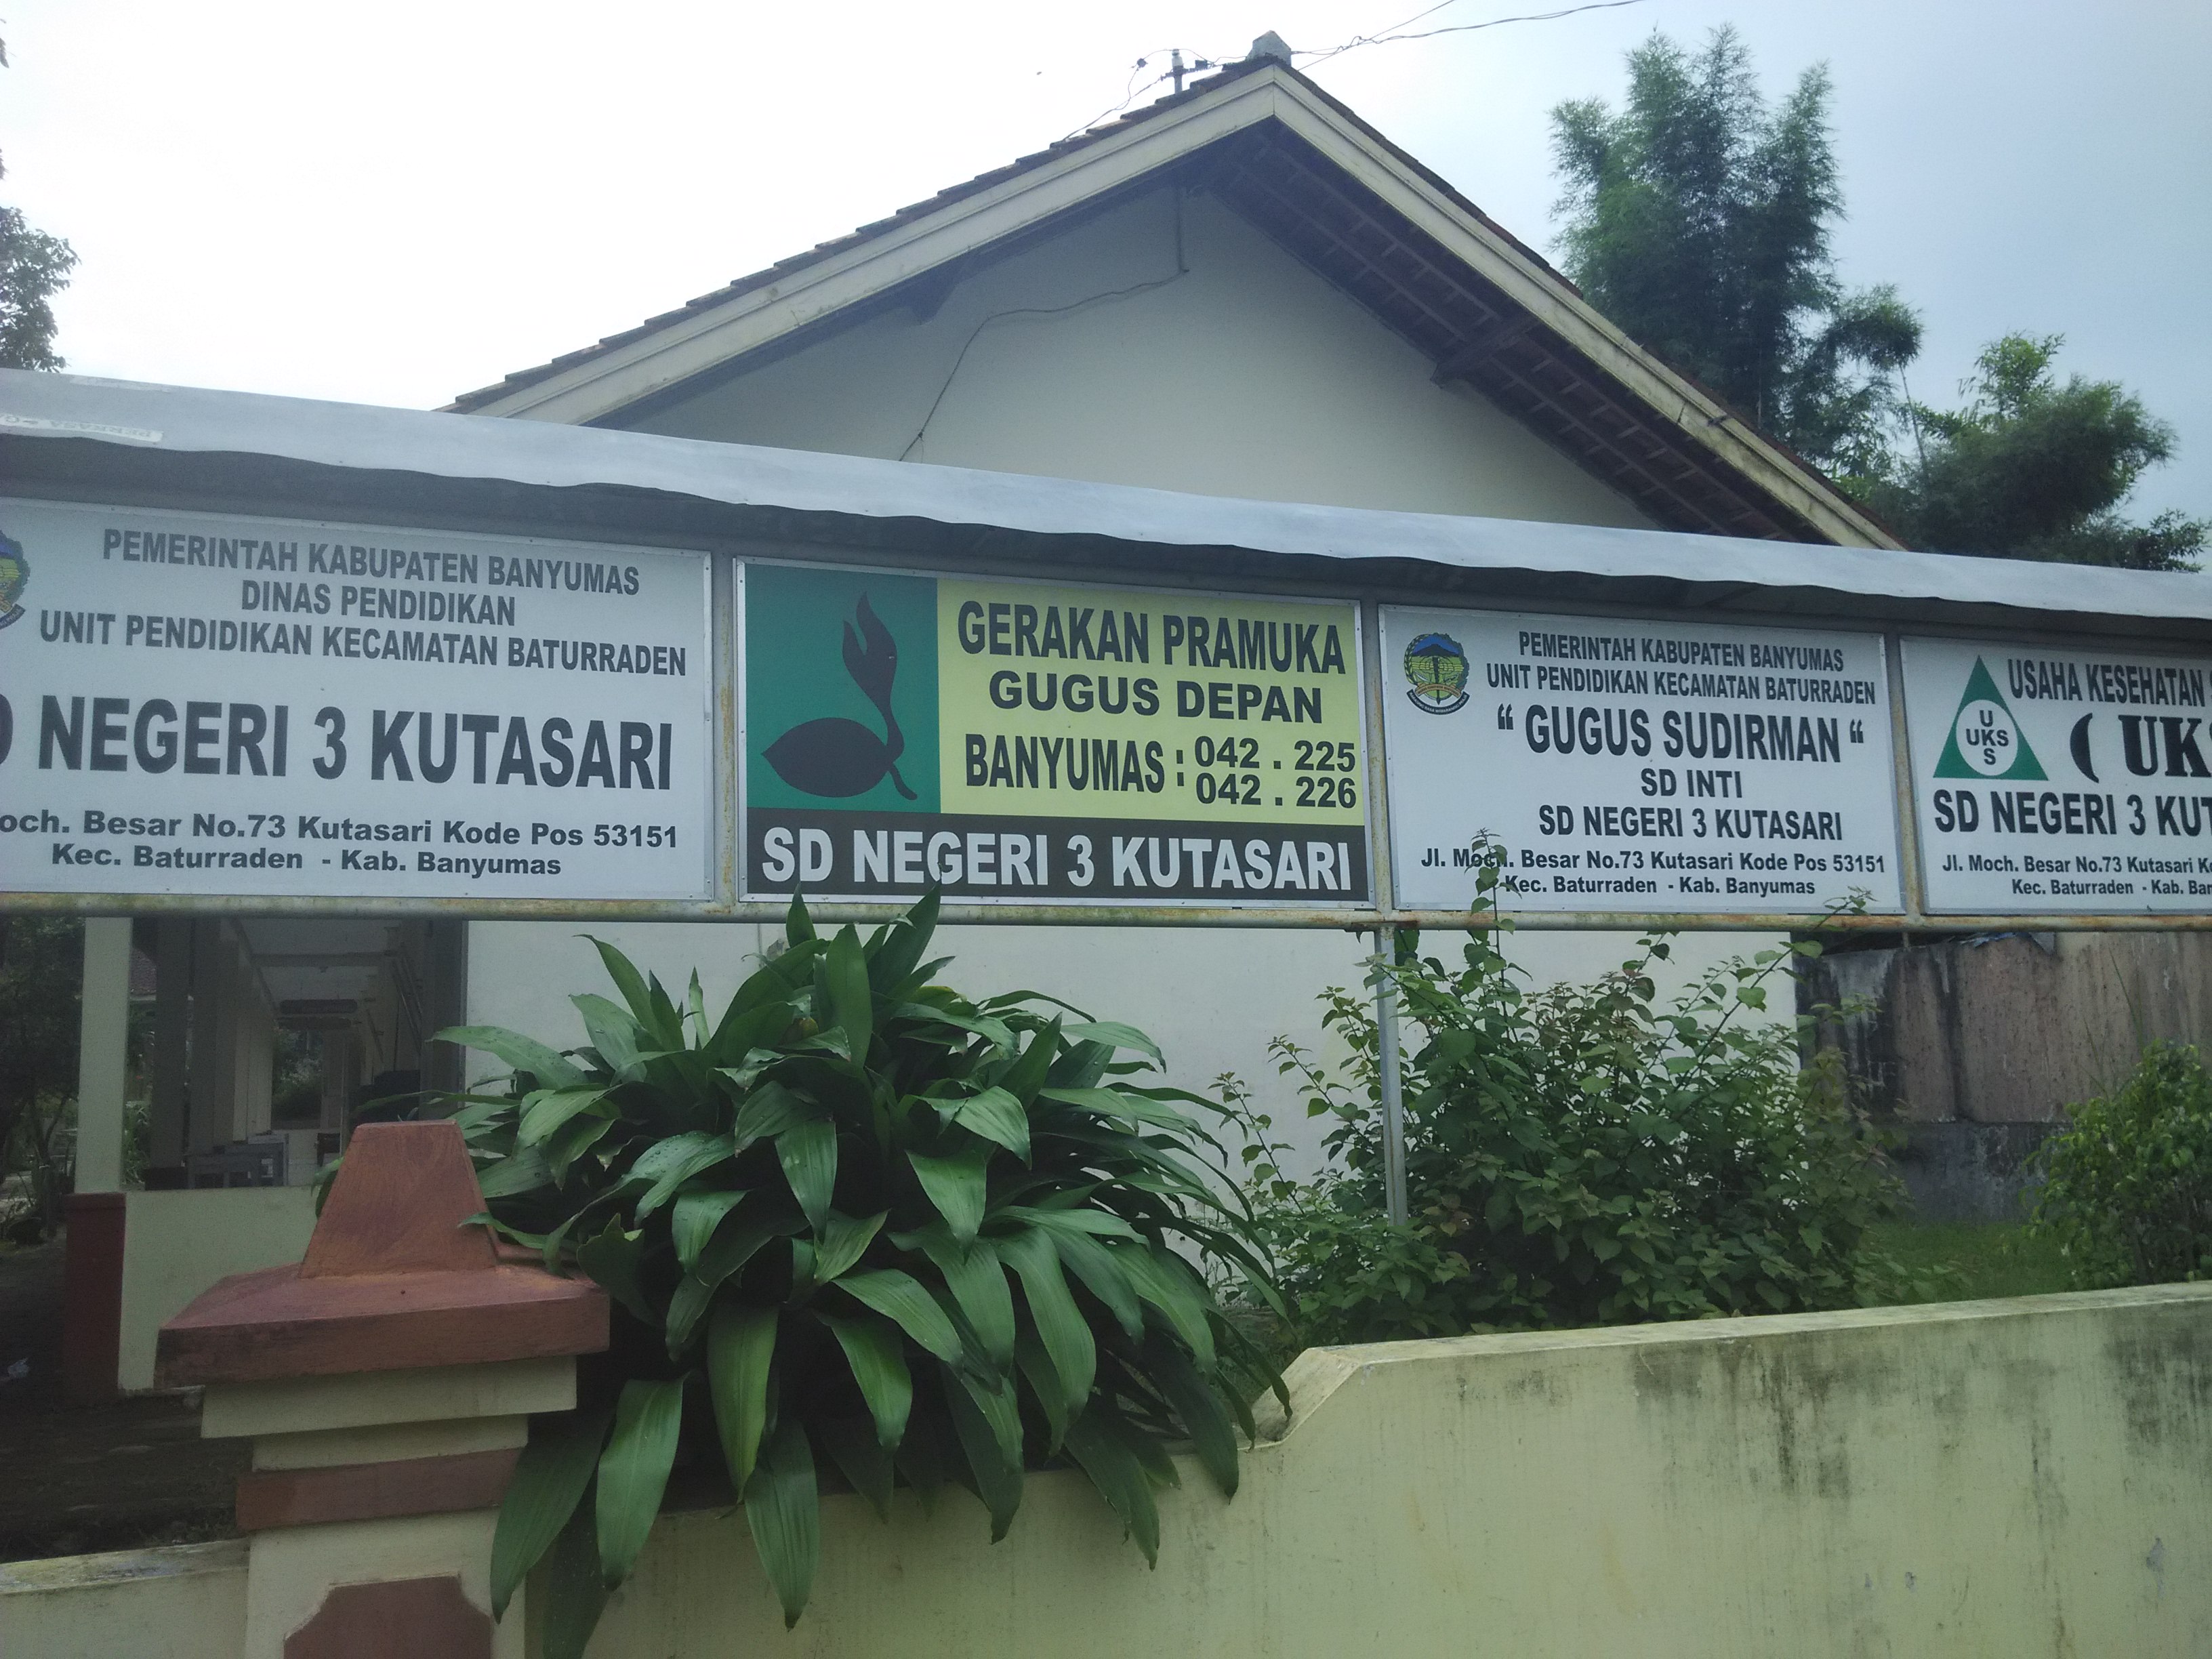 PEMERINTAH KABUPATEN BANYUMAS
DINAS PENDIDIKAN
UNIT PENDIDIKAN KECAMATAN BATURRADEN
NEGERI 3 KUTASARI
Besar No.73 Kutasari Kode Pos 53151
Kec. Baturraden - Kab. Banyumas
GERAKAN PRAMUKA
GUGUS DEPAN
BANYUMAS : 042 . 225
042 . 226
SD NEGERI 3 KUTASARI
PEMERINTAH KABUPATEN BANYUMAS
UNIT PENDIDIKAN KECAMATAN BATURRADEN
“ GUGUS SUDIRMAN “
SD INTI
SD NEGERI 3 KUTASARI
Jl. Moch. Besar No.73 Kutasari Kode Pos 53151
Kec. Baturraden - Kab. Banyumas
U
UKS
S
USAHA KESEHATAN
( UK
SD NEGERI 3 KUT
Jl. Moch. Besar No.73 Kutasari
Kec. Baturraden - Kab.